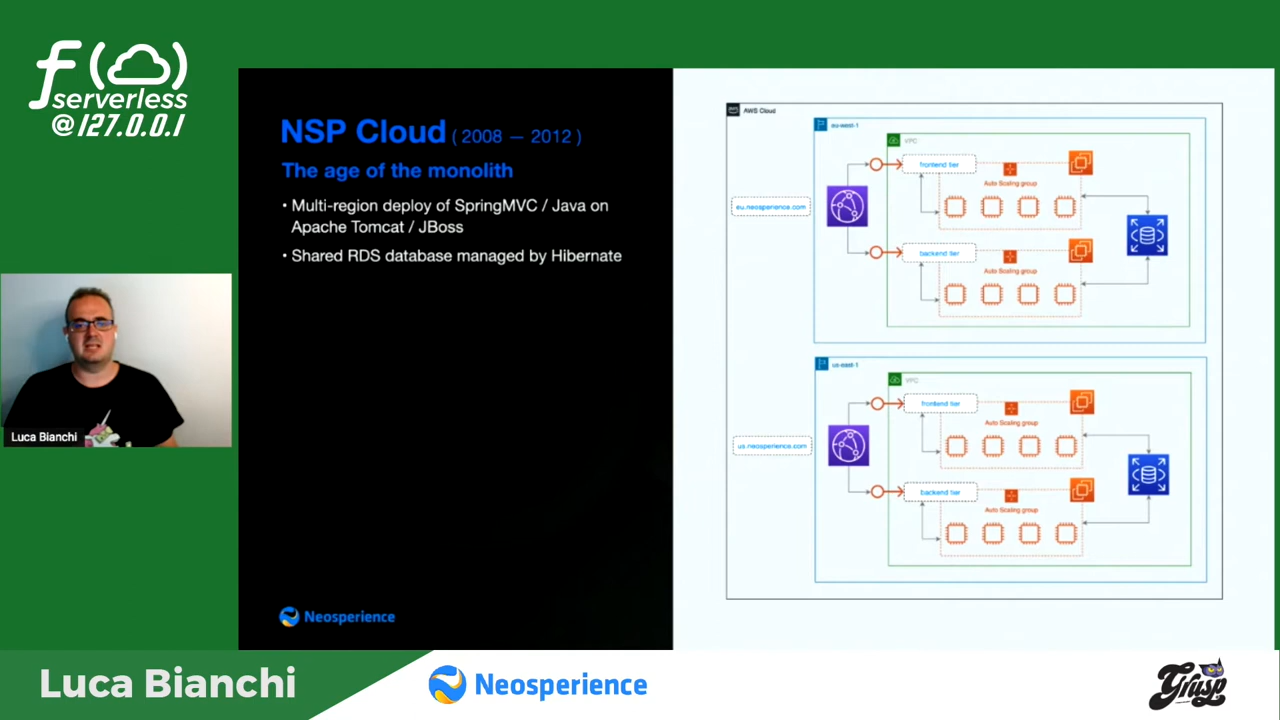 f(
)
serverless
@127.0.0.1
NSP Cloud ( 2008 — 2012 )
The age of the monolith
• Multi-region deploy of SpringMVC / Java on
Apache Tomcat / JBoss
• Shared RDS database managed by Hibernate
Neosperience
AWS Cloud
eu-west-1
VPC
frontend tier
Auto Scaling group
eu.neosperience.com
backend tier
Auto Scaling group
us-east-1
VPC
frontend tier
Auto Scaling group
us.neosperience.com
backend tier
Auto Scaling group
Luca Bianchi
Luca Bianchi
Neosperience
Grusp